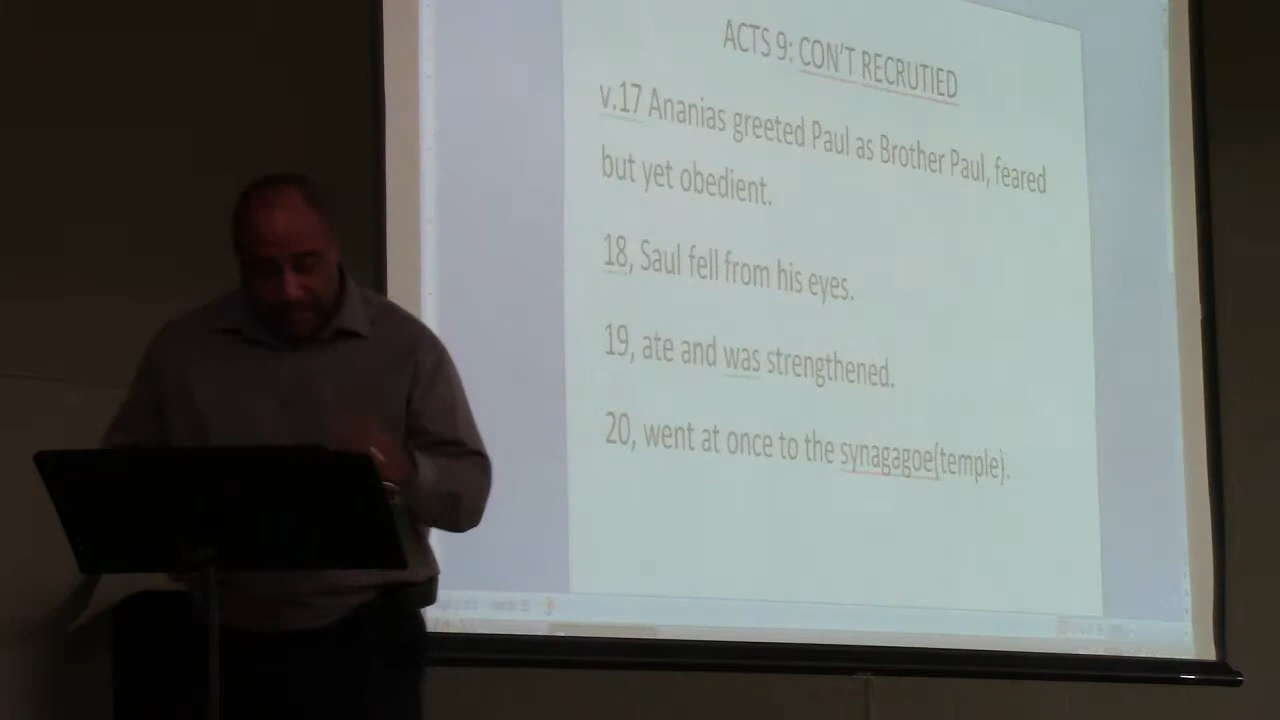 ACTS 9: CON'T RECRUTIED
v.17 Ananias greeted Paul as Brother Paul, feared
but yet obedient.
18, Saul fell from his eyes.
19, ate and was strengthened.
20, went at once to the synagagoe(temple).